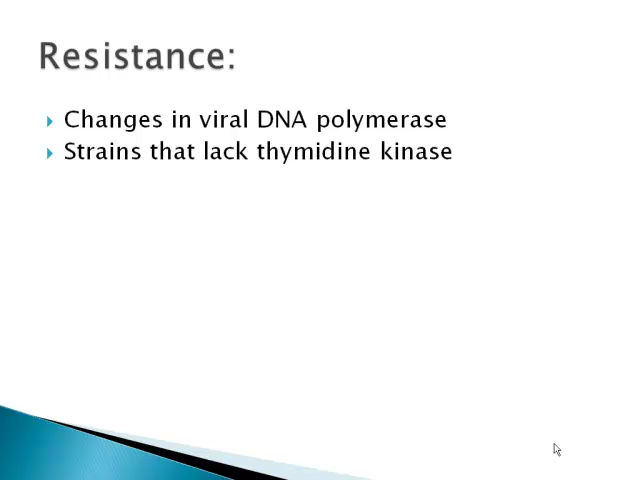 Resistance:
Changes in viral DNA polymerase
Strains that lack thymidine kinase